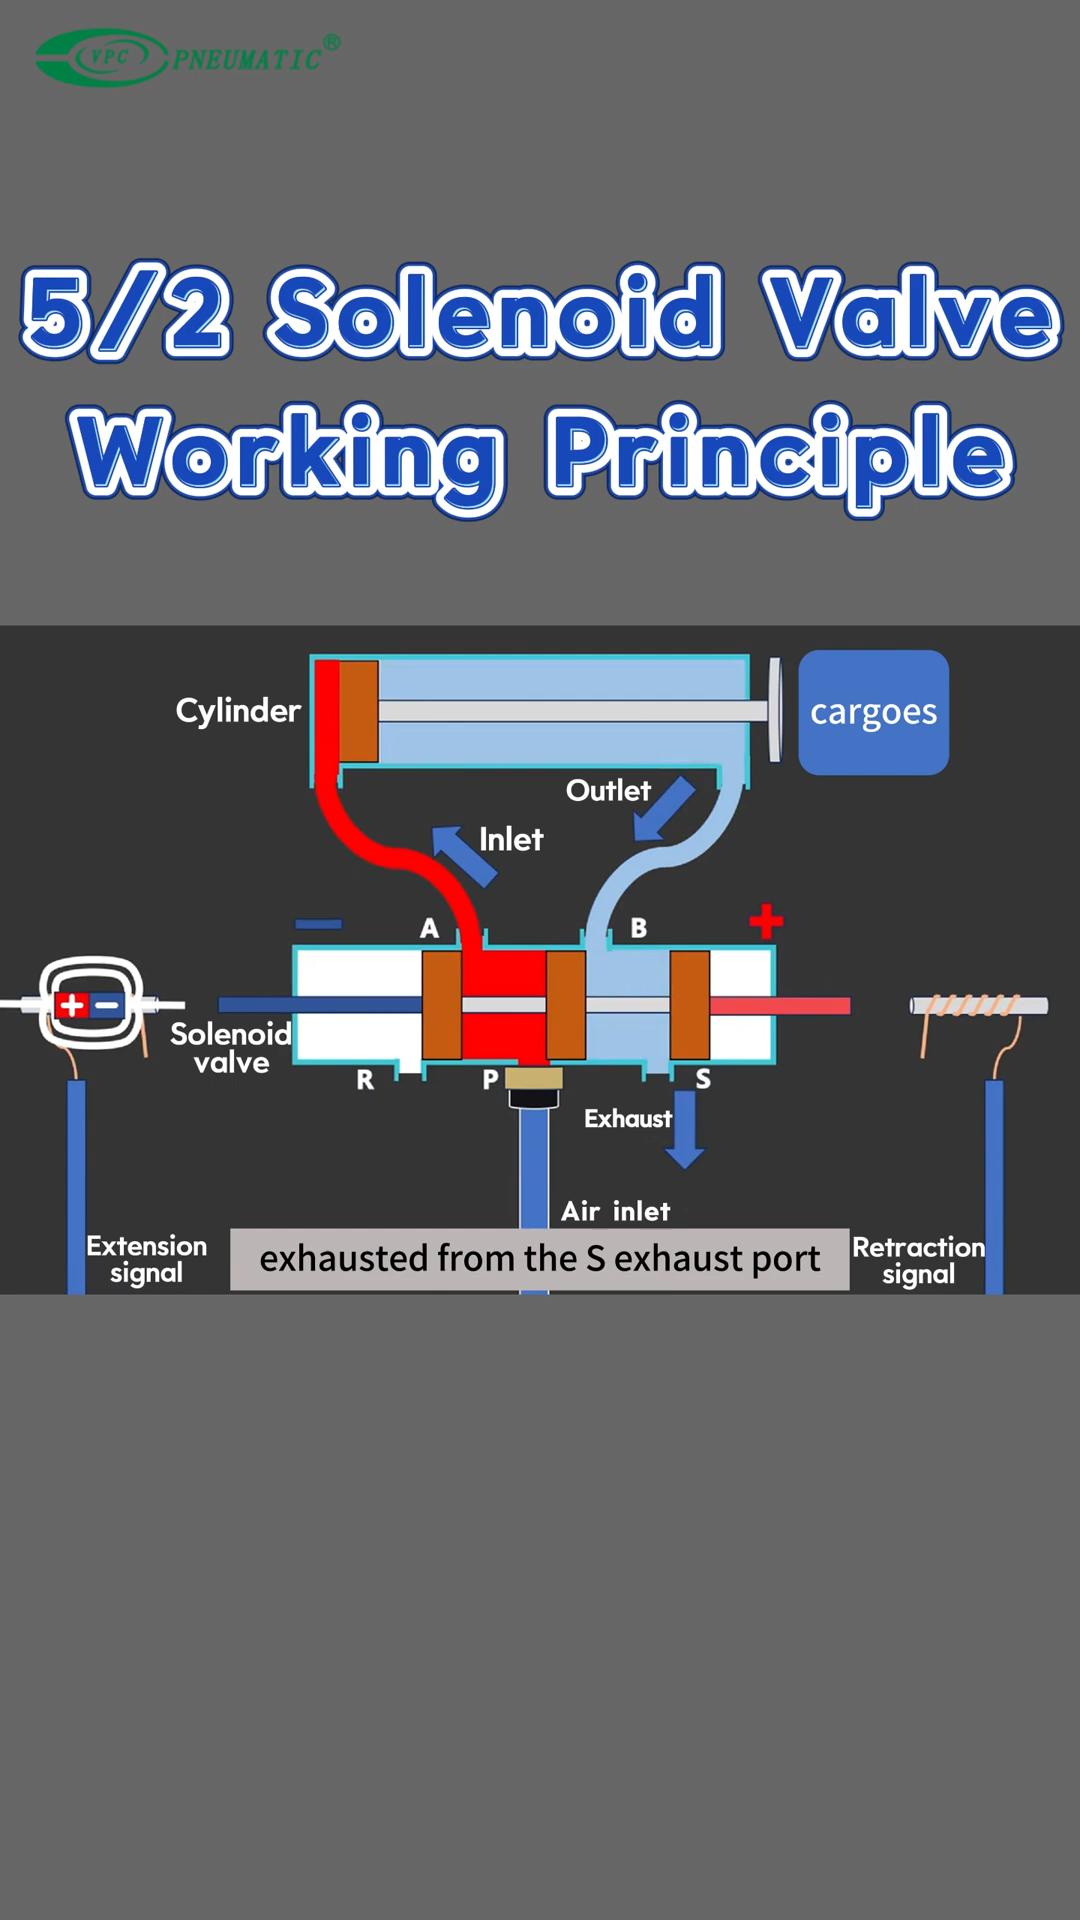 VPC PNEUMATIC®
5/2 Solenoid Valve
Working Principle
Cylinder
cargoes
Outlet
Inlet
A
B
Solenoid
valve
R
P
S
Exhaust
Air inlet
Extension
signal
exhausted from the S exhaust port
Retraction
signal